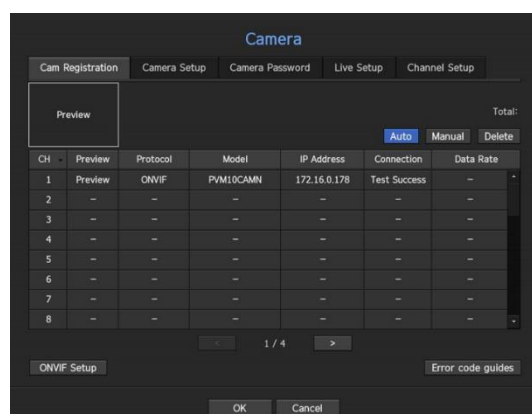 Camera
Cam Registration Camera Setup Camera Password Live Setup Channel Setup
Preview
Total:
Auto Manual Delete
CH Preview Protocol Model IP Address Connection Data Rate
1 Preview ONVIF PVM10CAMN 172.16.0.178 Test Success –
2 – – – – – –
3 – – – – – –
4 – – – – – –
5 – – – – – –
6 – – – – – –
7 – – – – – –
8 – – – – – –
< 1 / 4 >
ONVIF Setup Error code guides
OK Cancel